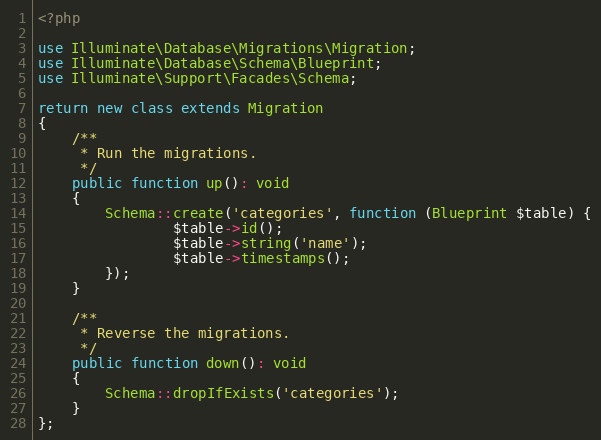 1 <?php
2
3 use Illuminate\Database\Migrations\Migration;
4 use Illuminate\Database\Schema\Blueprint;
5 use Illuminate\Support\Facades\Schema;
6
7 return new class extends Migration
8 {
9     /**
10      * Run the migrations.
11      */
12     public function up(): void
13     {
14         Schema::create('categories', function (Blueprint $table) {
15                 $table->id();
16                 $table->string('name');
17                 $table->timestamps();
18         });
19     }
20
21     /**
22      * Reverse the migrations.
23      */
24     public function down(): void
25     {
26         Schema::dropIfExists('categories');
27     }
28 };